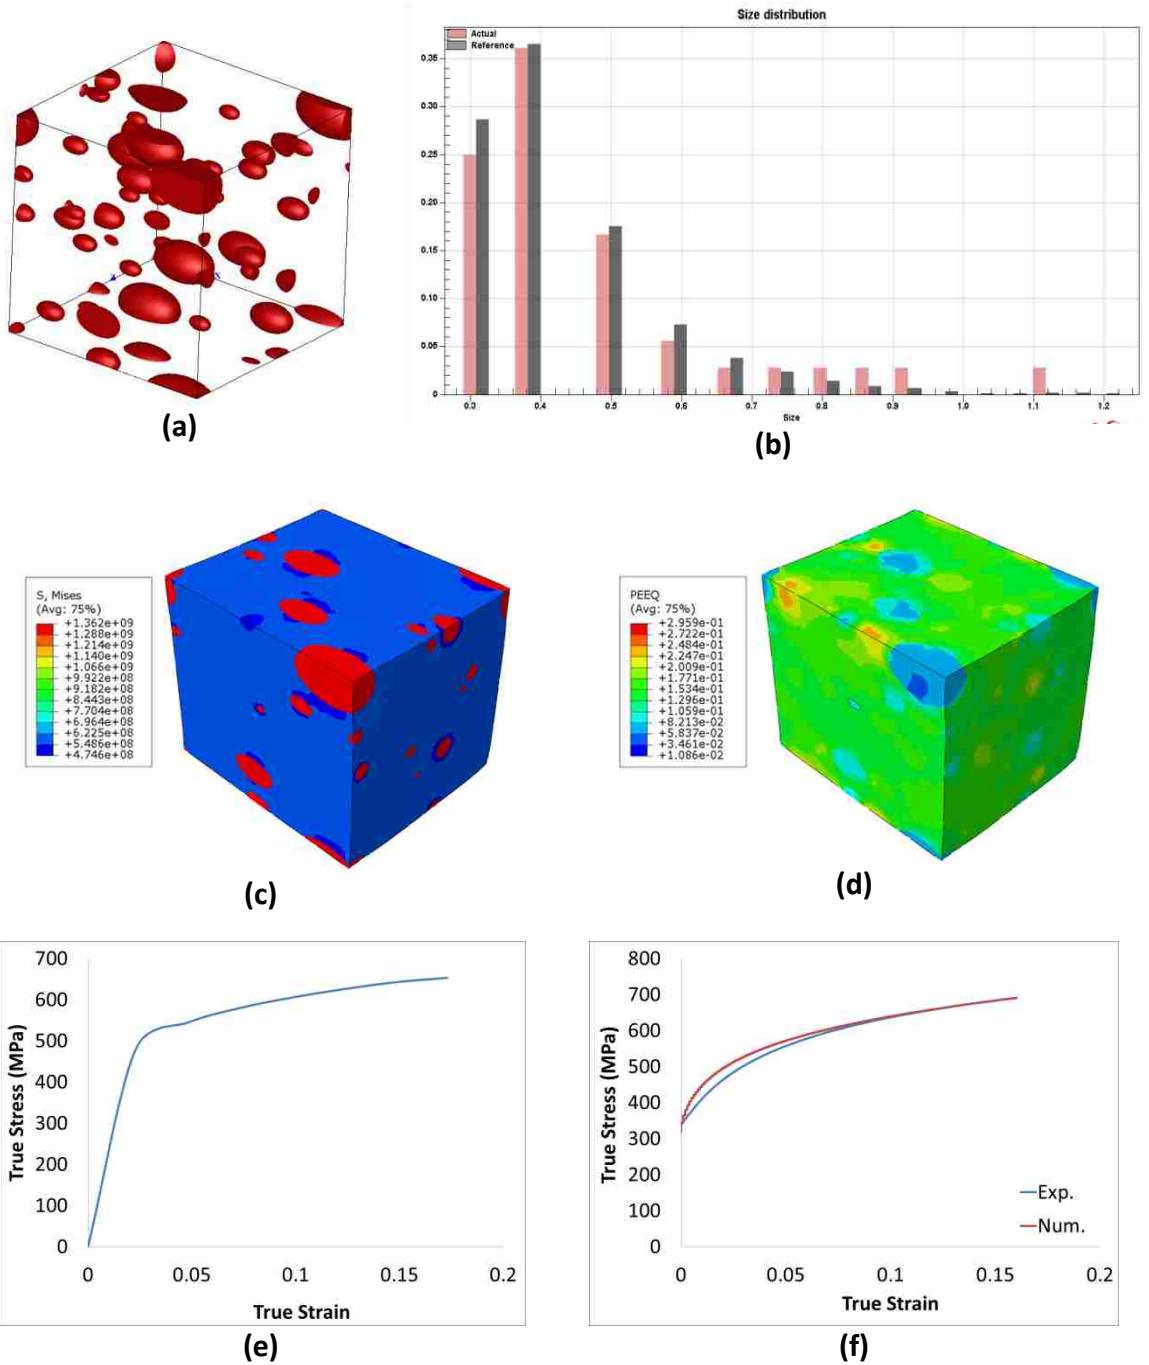 Size distribution
Actual
Reference
0.35
0.30
0.25
0.20
0.15
0.10
0.05
0
0.3 0.4 0.5 0.6 0.7 0.8 0.9 1.0 1.1 1.2
Size
X
(a)
(b)
S, Mises
(Avg: 75%)
+1.362e+09
+1.288e+09
+1.214e+09
+1.140e+09
+1.066e+09
+9.922e+08
+9.182e+08
+8.443e+08
+7.704e+08
+6.964e+08
+6.225e+08
+5.486e+08
+4.746e+08
(c)
PEEQ
(Avg: 75%)
+2.959e-01
+2.722e-01
+2.484e-01
+2.247e-01
+2.009e-01
+1.771e-01
+1.534e-01
+1.296e-01
+1.059e-01
+8.213e-02
+5.837e-02
+3.461e-02
+1.086e-02
(d)
True Stress (MPa)
700
600
500
400
300
200
100
0
0 0.05 0.1 0.15 0.2
True Strain
(e)
True Stress (MPa)
800
700
600
500
400
300
200
100
0
Exp.
Num.
0 0.05 0.1 0.15 0.2
True Strain
(f)